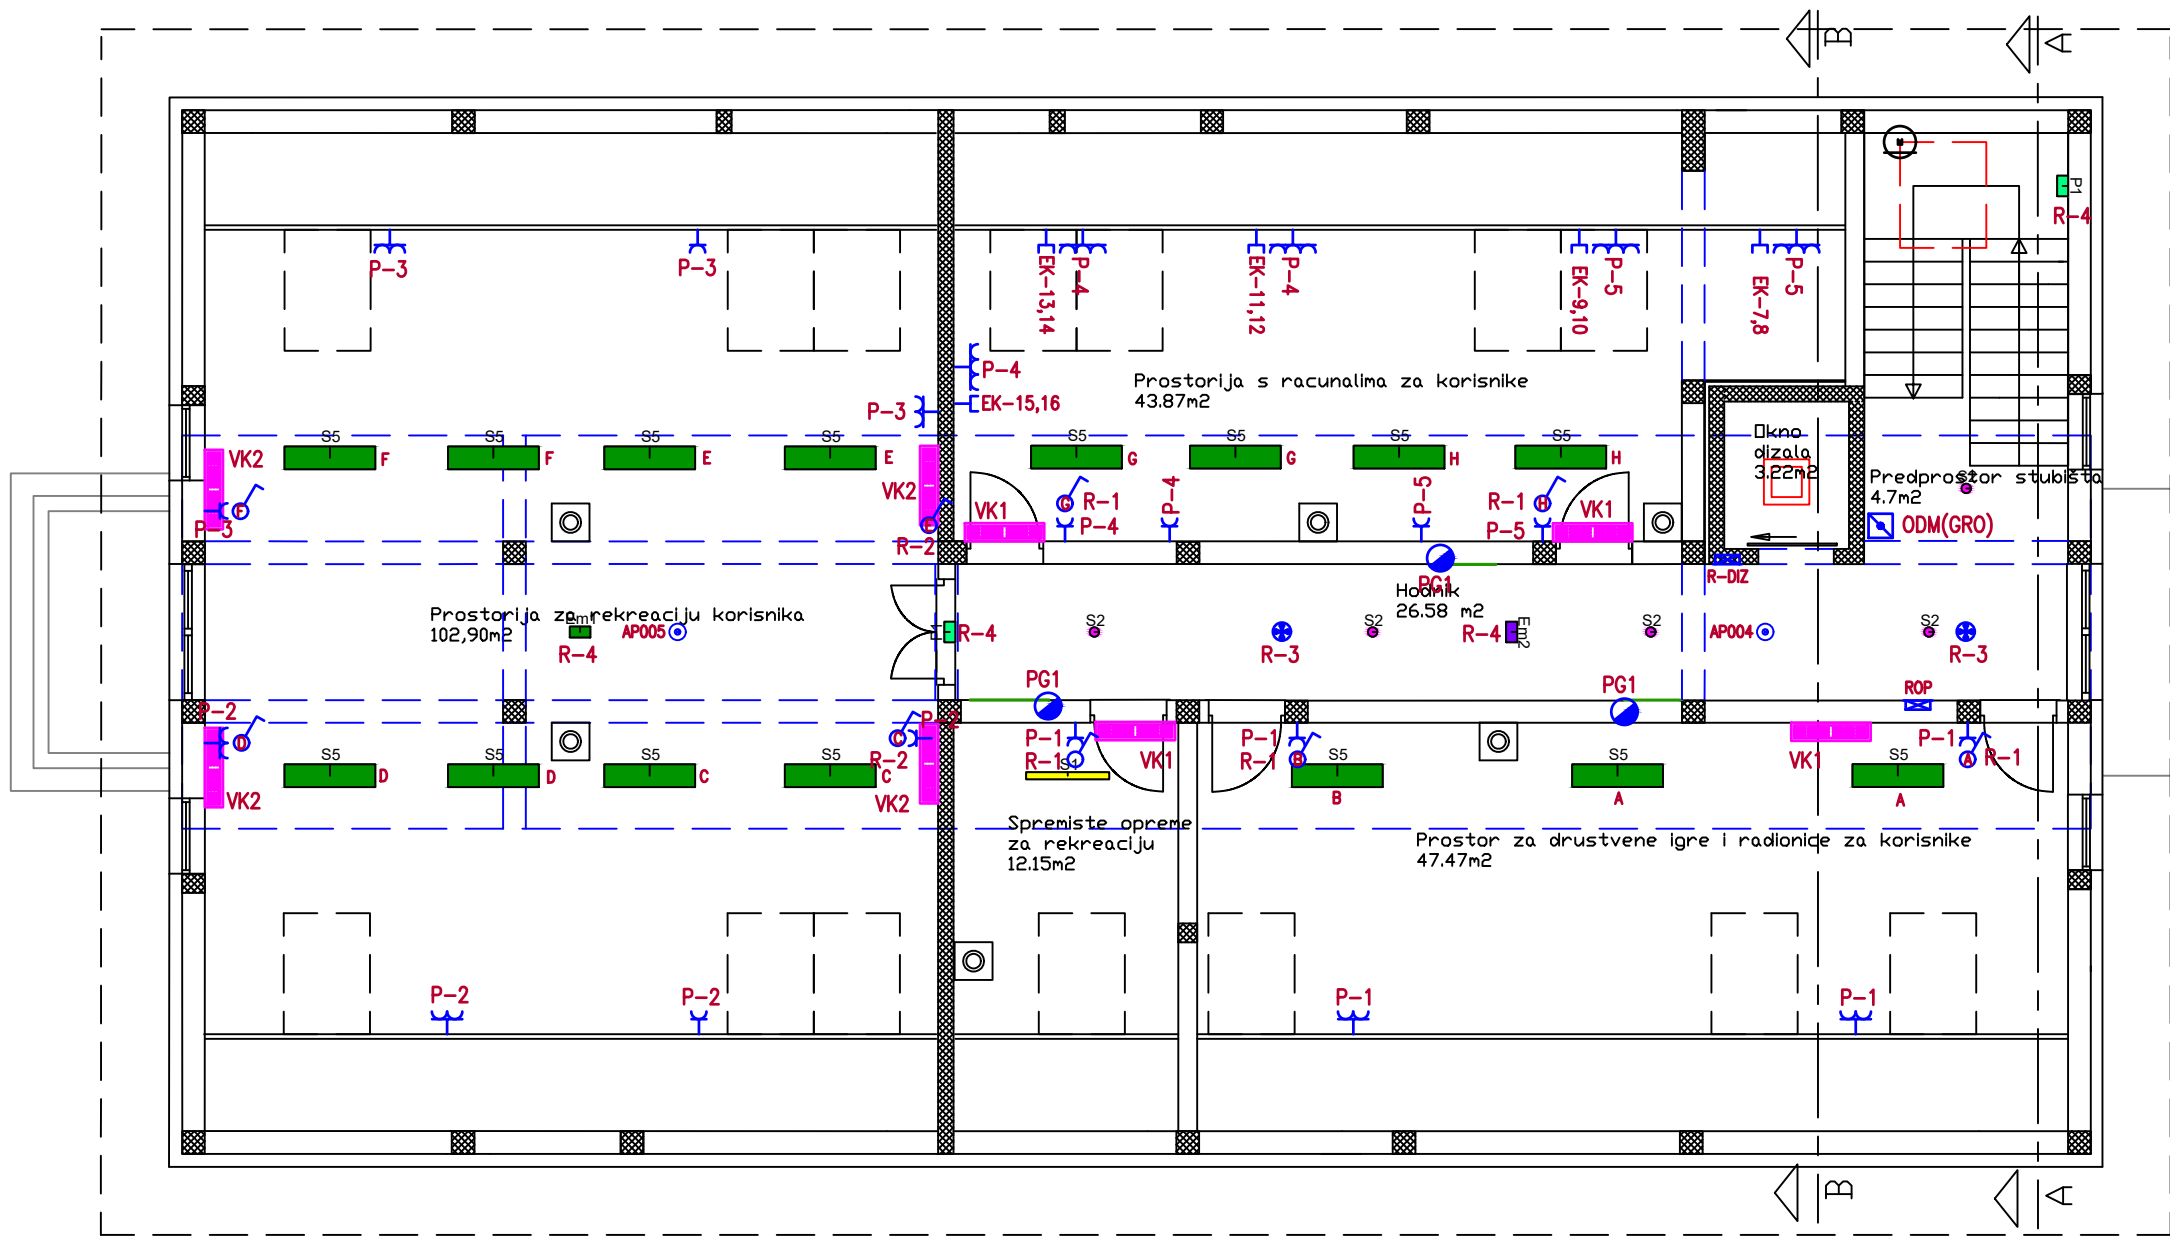 B
A
P1
R-4
P-3
P-3
EK-13,14
P-4
EK-11,12
P-4
EK-9,10
P-5
EK-7,8
P-5
P-4
EK-15,16
P-3
Prostorija s racunalima za korisnike
43.87m2
S5
F
S5
F
S5
E
S5
E
S5
G
S5
G
S5
H
S5
H
Okno
dizala
3.22m2
Predprostor stubišta
4.7m2
S2
ODM(GRO)
VK2
F
P-3
VK2
E
R-2
VK1
G
R-1
P-4
P-4
P-5
R-1
H
P-5
VK1
PG1
R-DIZ
Hodnik
26.58 m2
Prostorija za rekreaciju korisnika
102,90m2
Em1
R-4
AP005
R-4
S2
R-3
S2
R-4
Em2
S2
AP004
S2
R-3
PG1
PG1
ROP
P-2
D
VK2
P-2
C
R-2
VK2
P-1
R-1
S1
VK1
P-1
R-1
B
VK1
P-1
A
R-1
S5
D
S5
D
S5
C
S5
C
S5
B
S5
A
S5
A
Spremiste opreme
za rekreaciju
12.15m2
Prostor za drustvene igre i radionice za korisnike
47.47m2
P-2
P-2
P-1
P-1
B
A